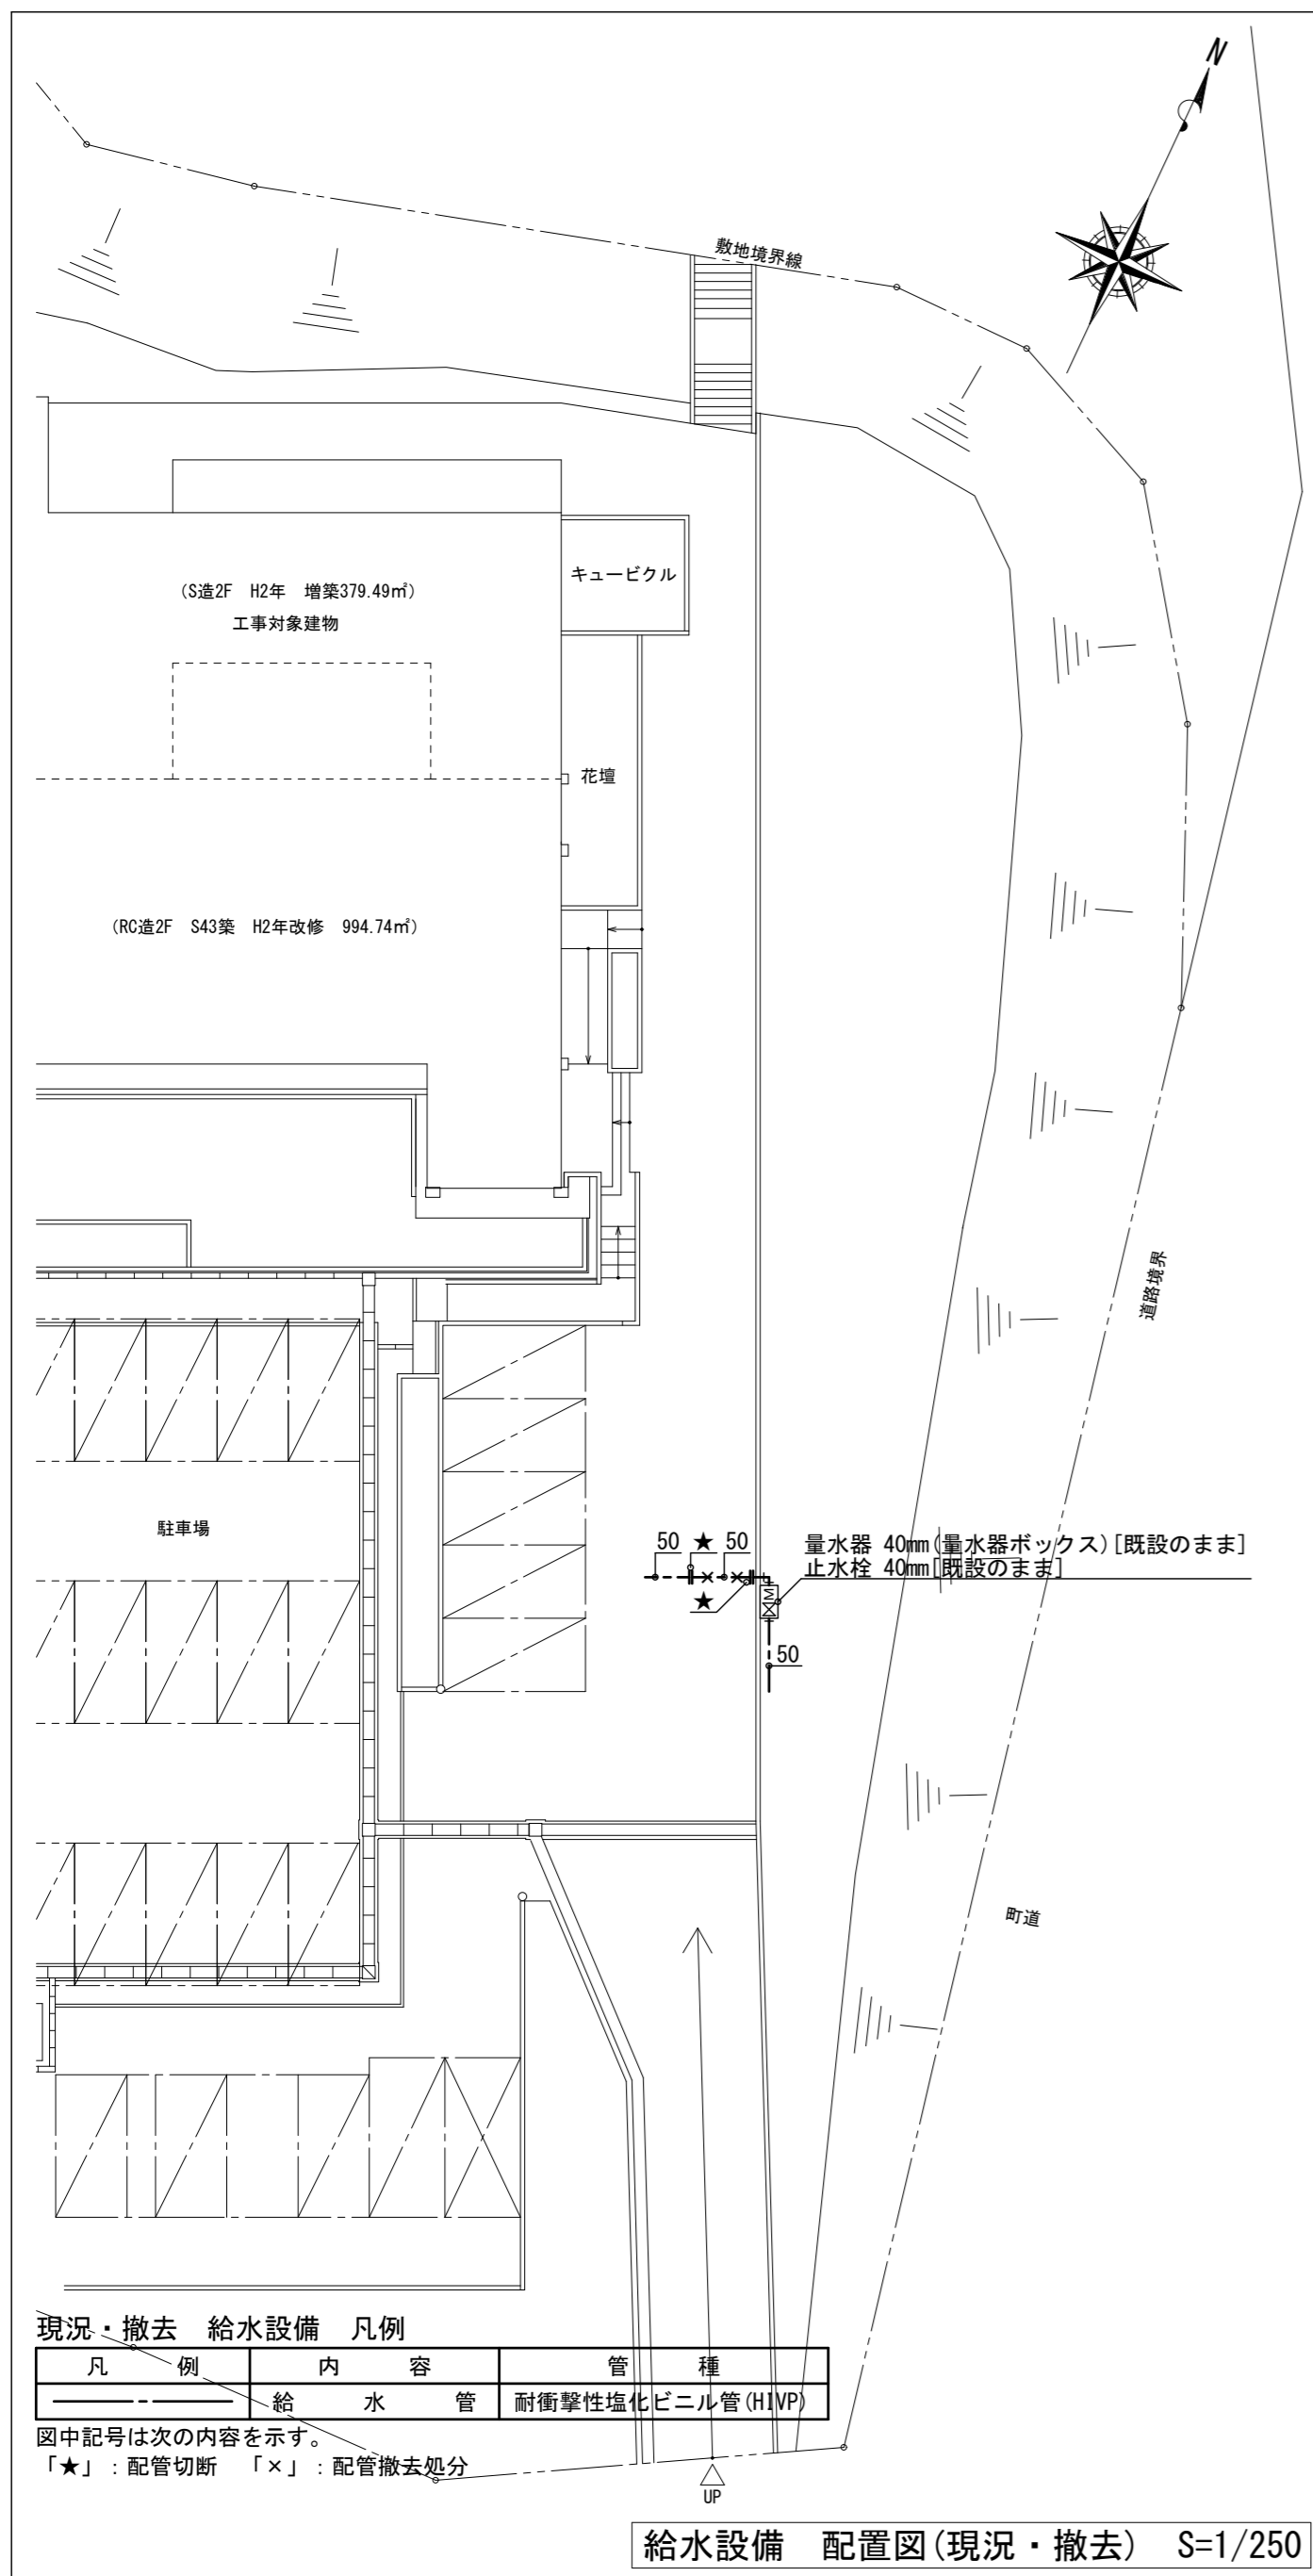 N
敷地境界線
キュービクル
(S造2F H2年 増築379.49㎡)
工事対象建物
花壇
(RC造2F S43築 H2年改修 994.74㎡)
道路境界
駐車場
50 ★ 50
量水器 40mm(量水器ボックス)[既設のまま]
止水栓 40mm[既設のまま]
★
M
50
町道
現況・撤去 給水設備 凡例
凡 例 内 容 管 種
給 水 管 耐衝撃性塩化ビニル管(HIVP)
図中記号は次の内容を示す。
「★」:配管切断 「×」:配管撤去処分
UP
給水設備 配置図(現況・撤去) S=1/250